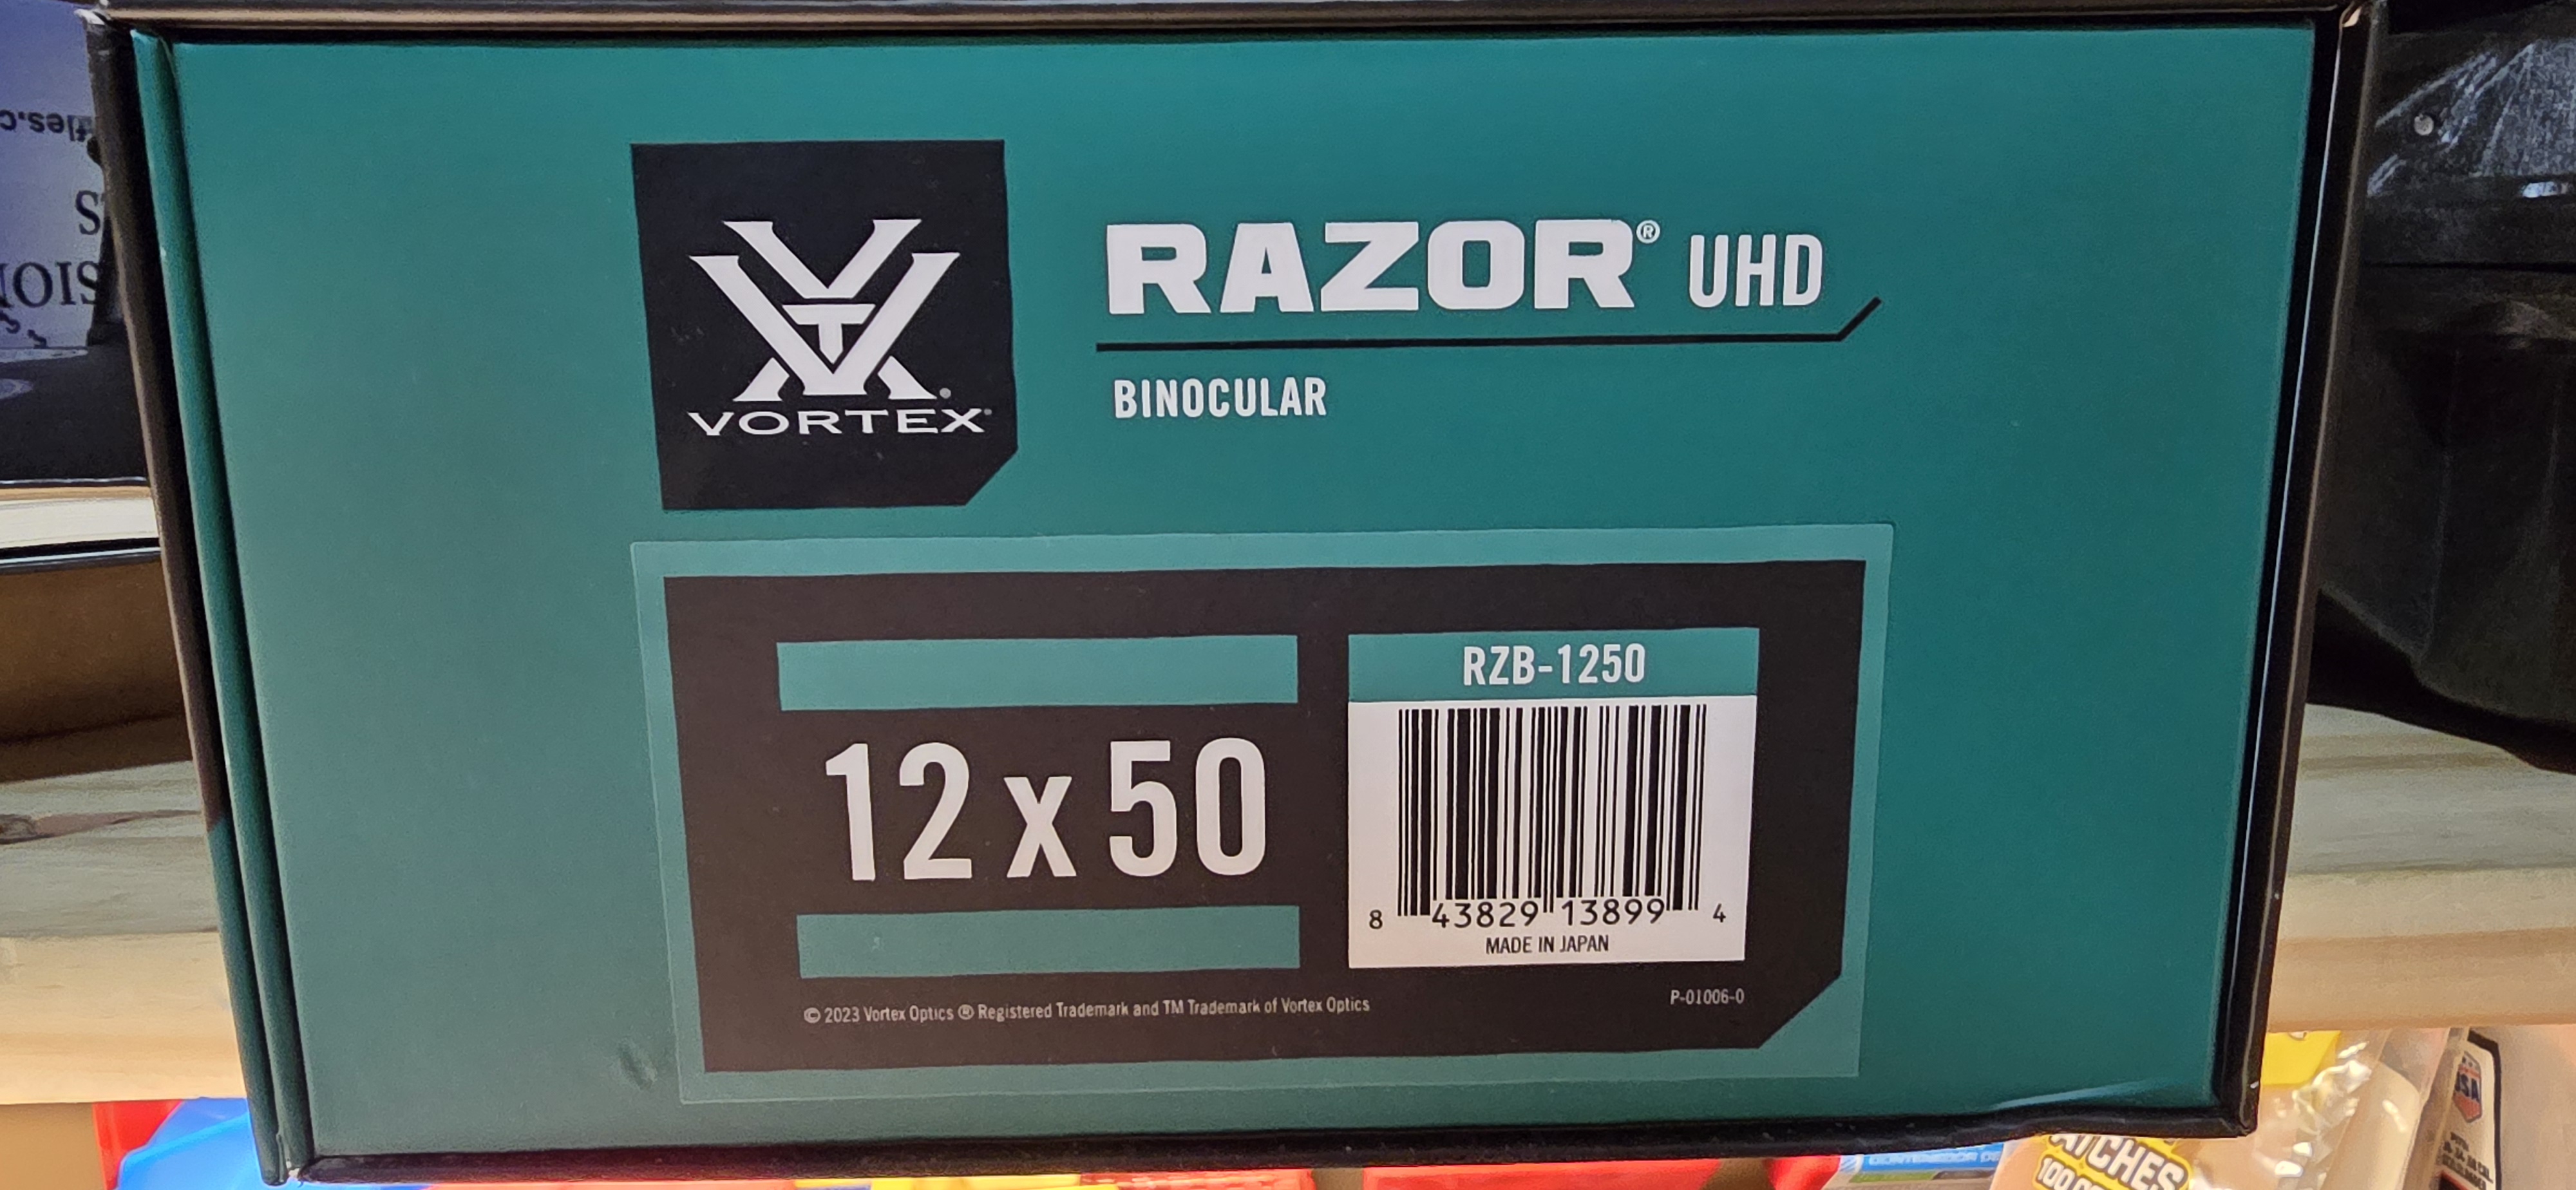 VORTEX
RAZOR® UHD
BINOCULAR
RZB-1250
12 x 50
8 43829 13899 4
MADE IN JAPAN
© 2023 Vortex Optics ® Registered Trademark and TM Trademark of Vortex Optics
P-01006-0
USA